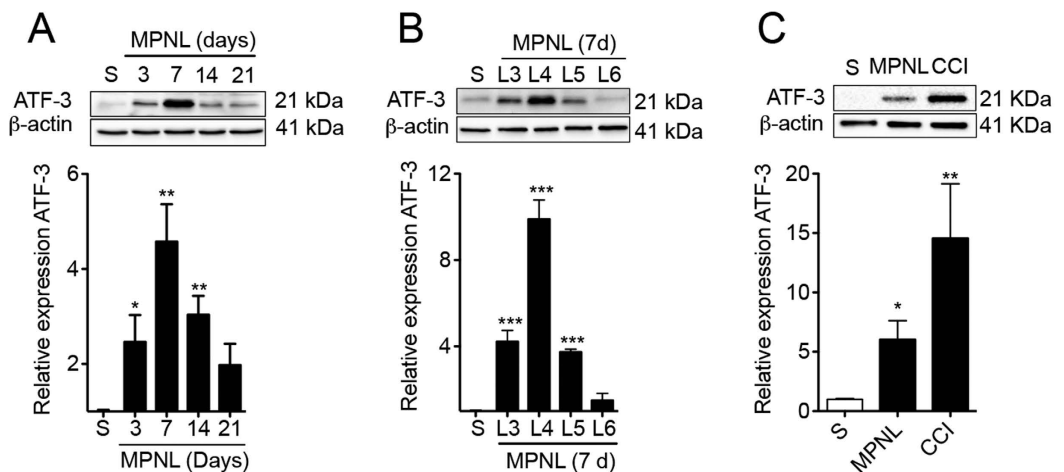 A
MPNL (days)
S 3 7 14 21
ATF-3 21 kDa
β-actin 41 kDa
Relative expression ATF-3
6
**
**
4
*
2
S 3 7 14 21
MPNL (Days)
B
MPNL (7d)
S L3 L4 L5 L6
ATF-3 21 kDa
β-actin 41 kDa
Relative expression ATF-3
12
***
8
*** ***
4
S L3 L4 L5 L6
MPNL (7 d)
C
S MPNL CCI
ATF-3 21 KDa
β-actin 41 KDa
Relative expression ATF-3
20
**
15
10
*
5
0
S MPNL CCI